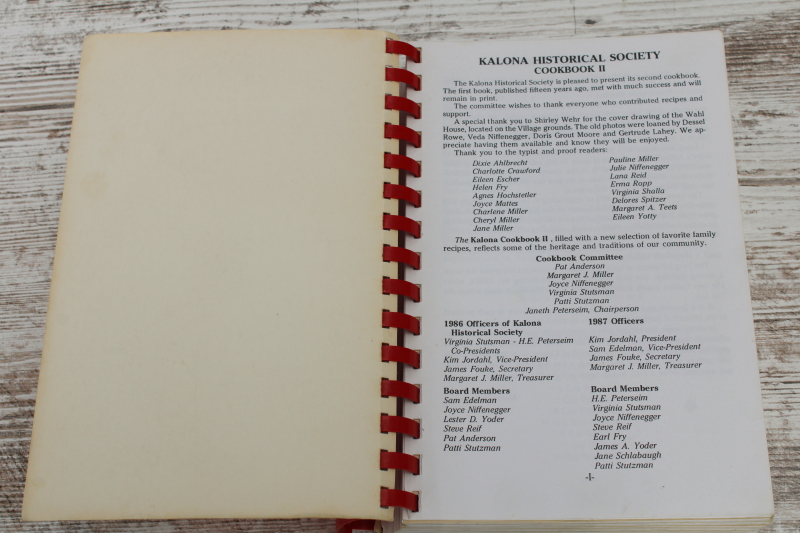 KALONA HISTORICAL SOCIETY
COOKBOOK II
The Kalona Historical Society is pleased to present its second cookbook.
The first book, published fifteen years ago, met with much success and will
remain in print.
The committee wishes to thank everyone who contributed recipes and
support.
A special thank you to Shirley Wehr for the cover drawing of the Wahl
House, located on the Village grounds. The old photos were loaned by Dessel
Rowe, Veda Niffenegger, Doris Grout Moore and Gertrude Lahey. We ap-
preciate having them available and know they will be enjoyed.
Thank you to the typist and proof readers:
Dixie Ahlbrecht
Charlotte Crawford
Eileen Escher
Helen Fry
Agnes Hochstetler
Joyce Mattes
Charlene Miller
Cheryl Miller
Jane Miller
Pauline Miller
Julie Niffenegger
Lana Reid
Erma Ropp
Virginia Shalla
Delores Spitzer
Margaret A. Teets
Eileen Yotty
The Kalona Cookbook II , filled with a new selection of favorite family
recipes, reflects some of the heritage and traditions of our community.
Cookbook Committee
Pat Anderson
Margaret J. Miller
Joyce Niffenegger
Virginia Stutsman
Patti Stutzman
Janeth Peterseim, Chairperson
1986 Officers of Kalona
Historical Society
Virginia Stutsman - H.E. Peterseim
Co-Presidents
Kim Jordahl, Vice-President
James Fouke, Secretary
Margaret J. Miller, Treasurer
Board Members
Sam Edelman
Joyce Niffenegger
Lester D. Yoder
Steve Reif
Pat Anderson
Patti Stutzman
1987 Officers
Kim Jordahl, President
Sam Edelman, Vice-President
James Fouke, Secretary
Margaret J. Miller, Treasurer
Board Members
H.E. Peterseim
Virginia Stutsman
Joyce Niffenegger
Steve Reif
Earl Fry
James A. Yoder
Jane Schlabaugh
Patti Stutzman
-1-